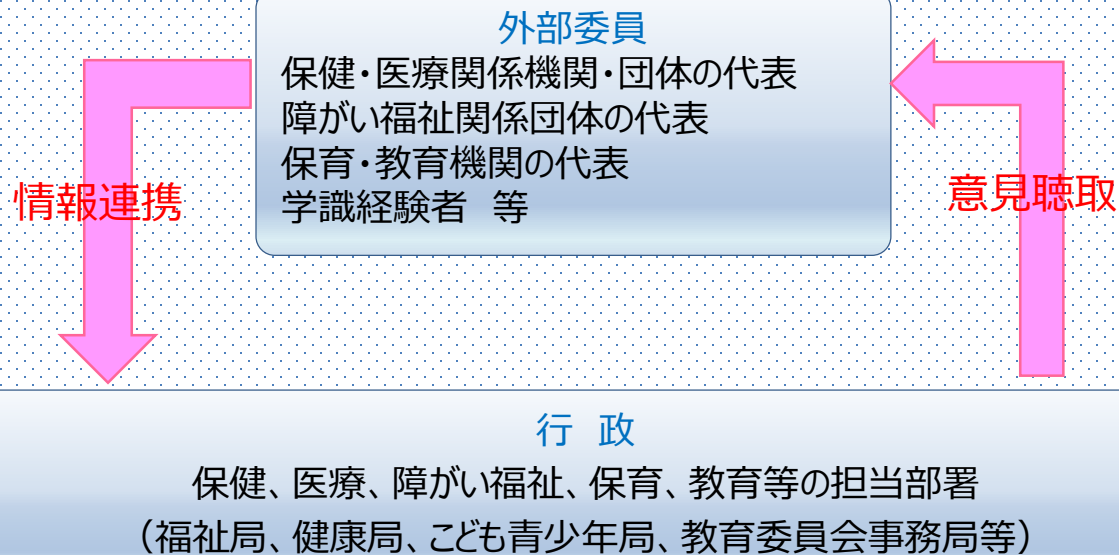 外部委員
保健・医療関係機関・団体の代表
障がい福祉関係団体の代表
保育・教育機関の代表
学識経験者　等
情報連携
意見聴取
行　政
保健、医療、障がい福祉、保育、教育等の担当部署
（福祉局、健康局、こども青少年局、教育委員会事務局等）